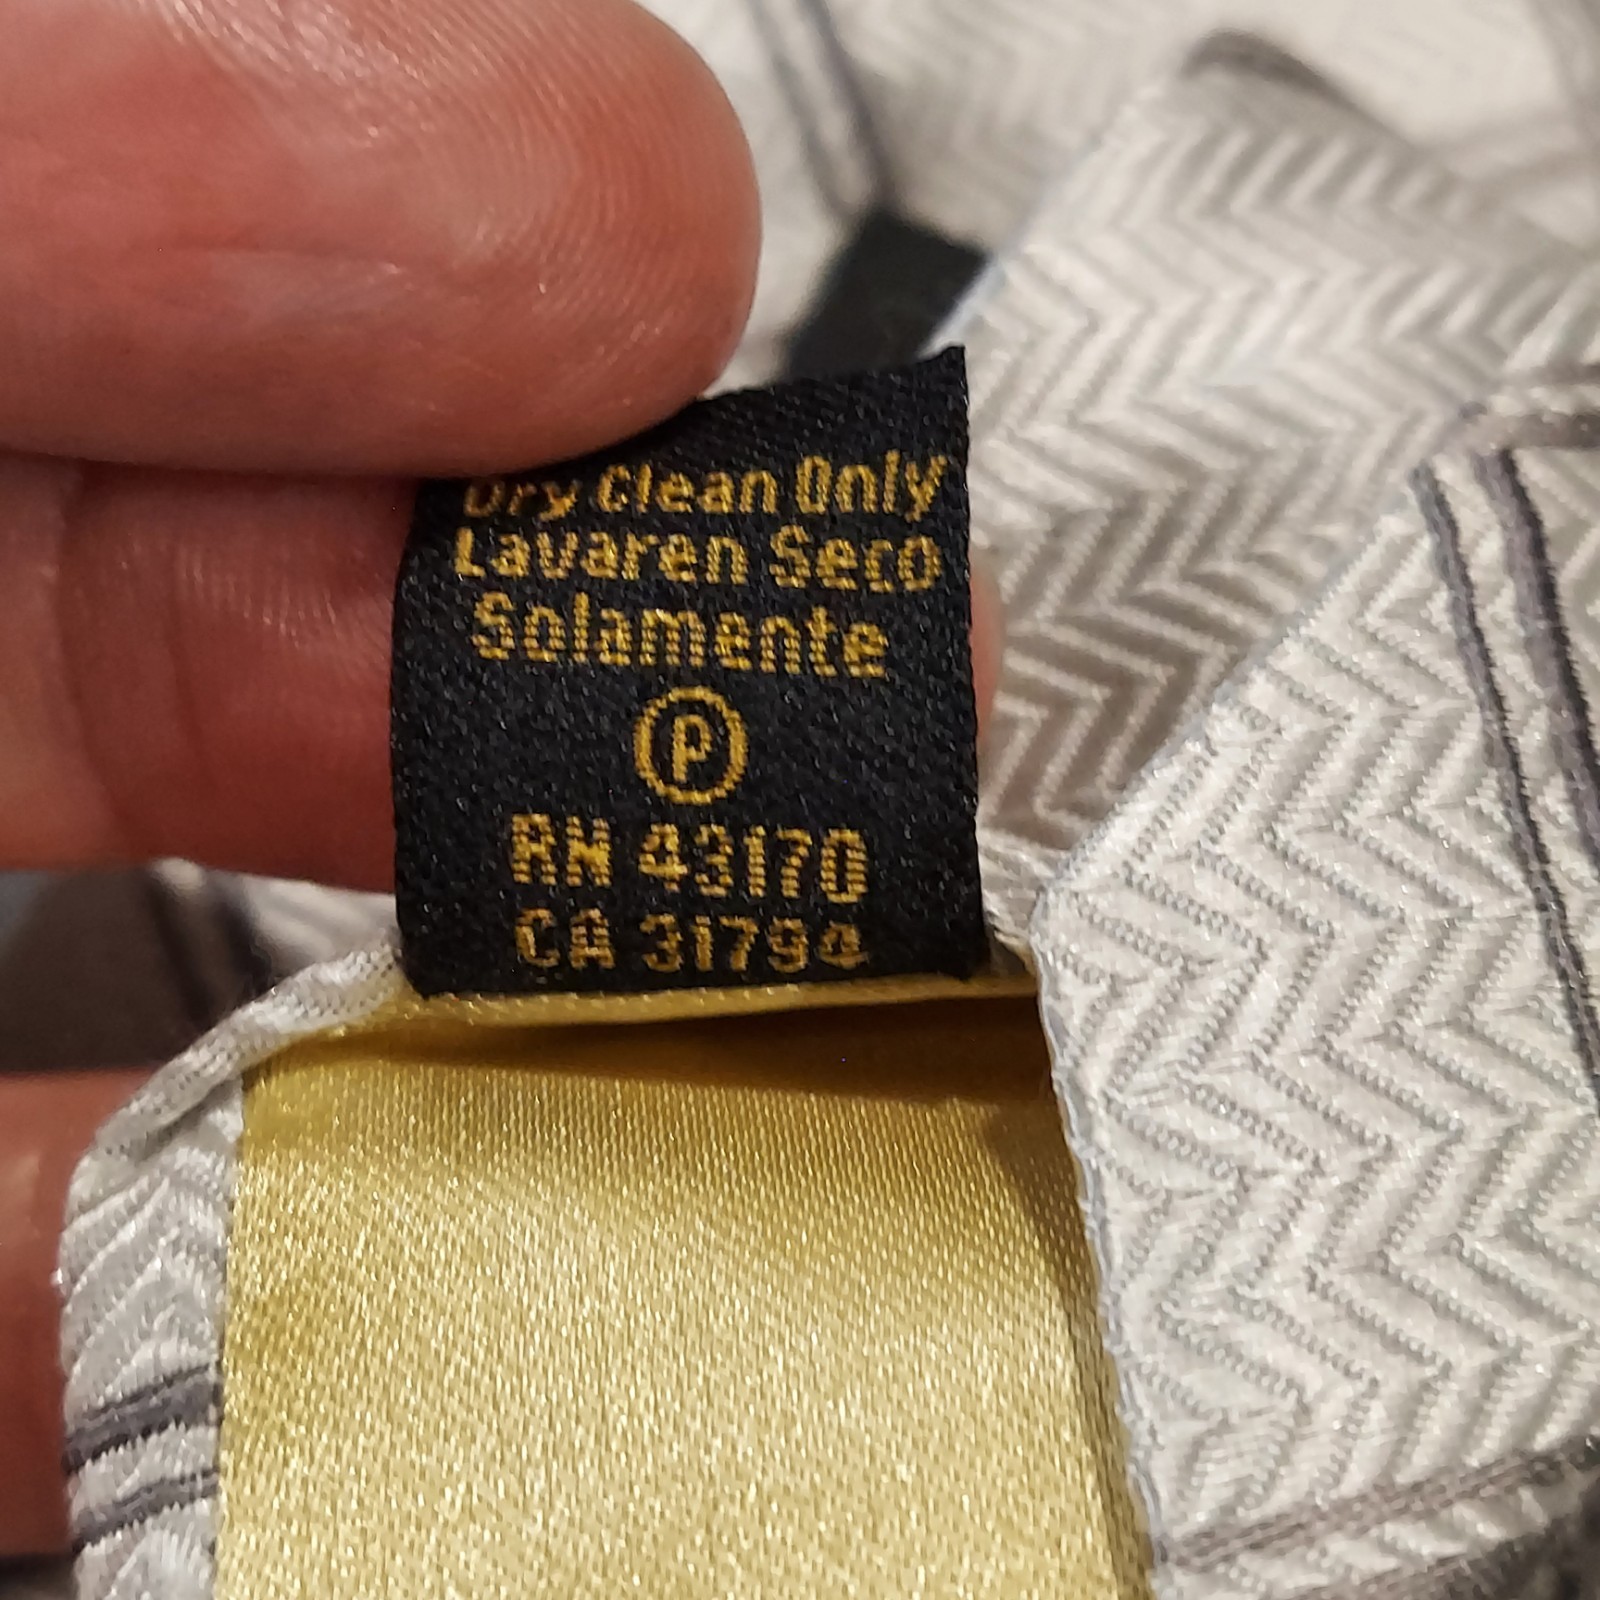 Dry Clean Only
Lavaren Seco
Solamente
P
RN 43170
CA 31794